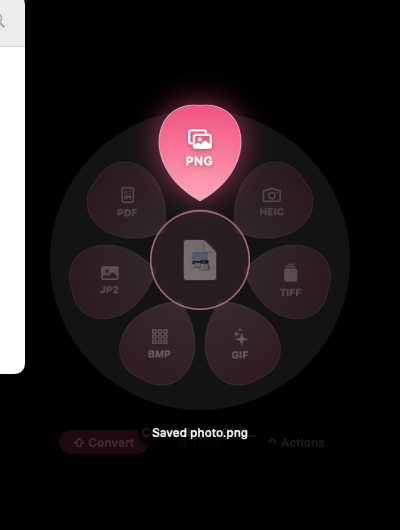 PNG
PDF
HEIC
JP2
TIFF
BMP
GIF
Saved photo.png
Convert
Actions